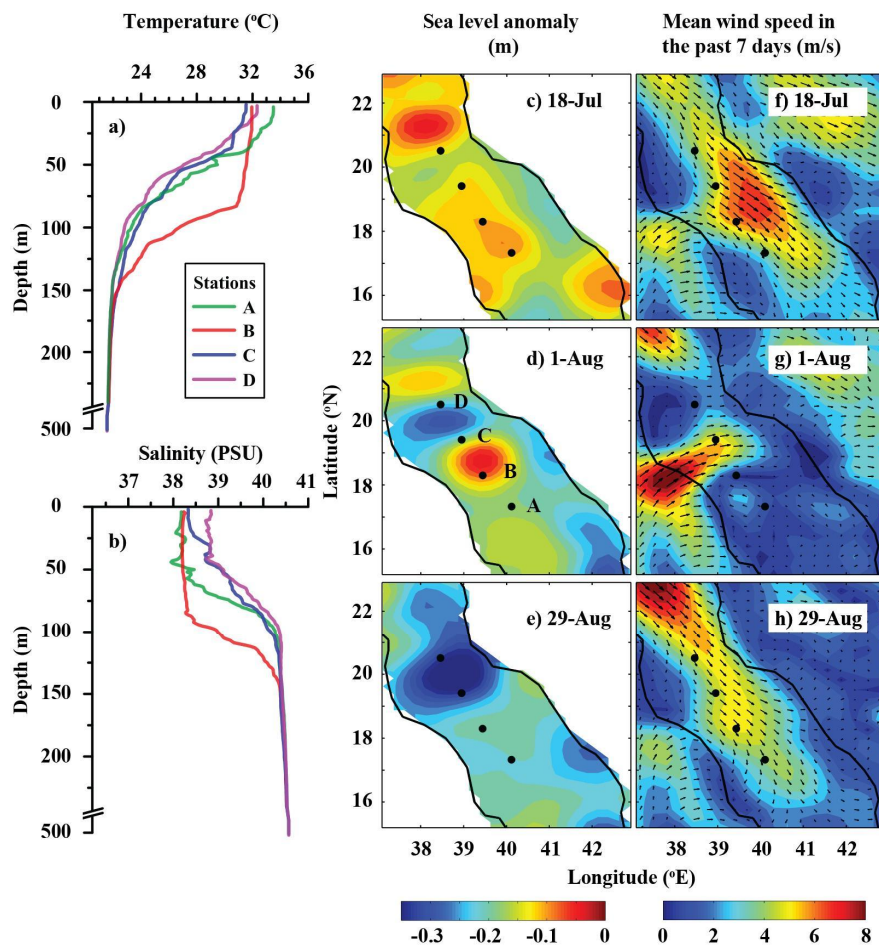 Temperature (°C)
24 28 32 36
0
50
100
150
200
500
Depth (m)
a)
Stations
A
B
C
D
Salinity (PSU)
37 38 39 40 41
0
50
100
150
200
500
Depth (m)
b)
Sea level anomaly
(m)
Mean wind speed in
the past 7 days (m/s)
c) 18-Jul
f) 18-Jul
22
20
18
16
d) 1-Aug
g) 1-Aug
D
C
B
A
22
20
18
16
Latitude (°N)
e) 29-Aug
h) 29-Aug
22
20
18
16
38 39 40 41 42
38 39 40 41 42
Longitude (°E)
-0.3 -0.2 -0.1 0
0 2 4 6 8